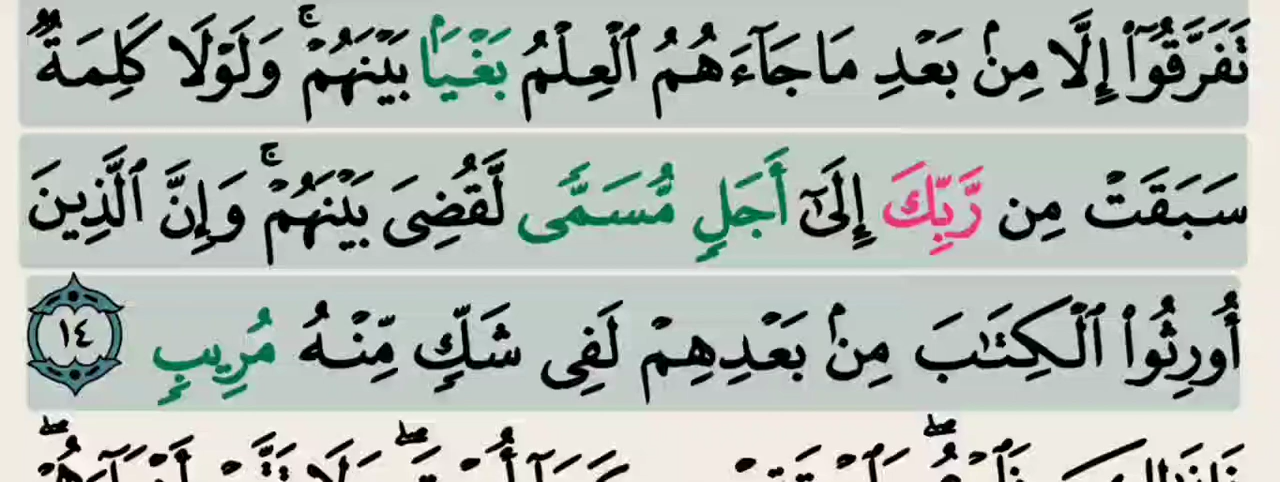 تَفَرَّقُوٓا۟ إِلَّا مِنۢ بَعْدِ مَا جَآءَهُمُ ٱلْعِلْمُ بَغْيًۢا بَيْنَهُمْ ۚ وَلَوْلَا كَلِمَةٌ
سَبَقَتْ مِن رَّبِّكَ إِلَىٰٓ أَجَلٍ مُّسَمًّى لَّقُضِىَ بَيْنَهُمْ ۚ وَإِنَّ ٱلَّذِينَ
أُورِثُوا۟ ٱلْكِتَـٰبَ مِنۢ بَعْدِهِمْ لَفِى شَكٍّ مِّنْهُ مُرِيبٍ ١٤